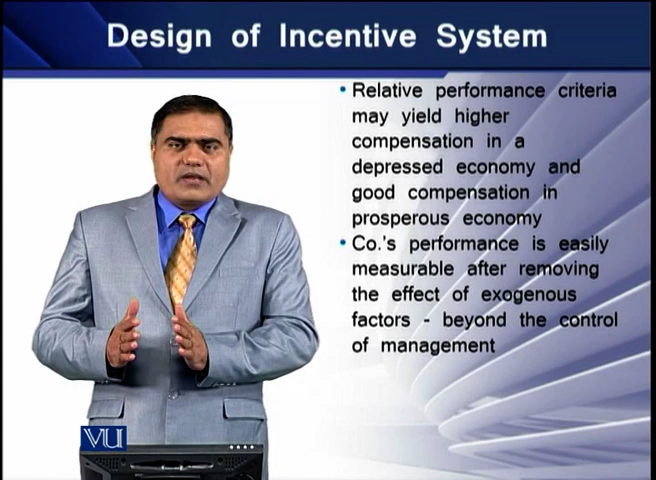 Design of Incentive System
• Relative performance criteria
may yield higher
compensation in a
depressed economy and
good compensation in
prosperous economy
• Co.'s performance is easily
measurable after removing
the effect of exogenous
factors - beyond the control
of management
VU